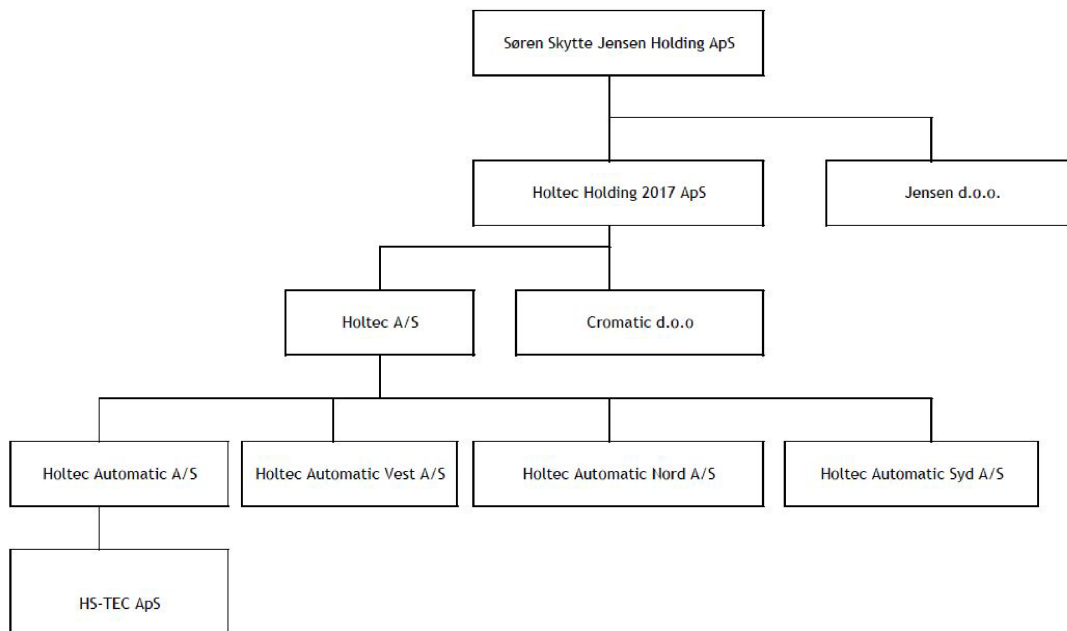 Søren Skytte Jensen Holding ApS
Holtec Holding 2017 ApS
Jensen d.o.o.
Holtec A/S
Cromatic d.o.o
Holtec Automatic A/S
Holtec Automatic Vest A/S
Holtec Automatic Nord A/S
Holtec Automatic Syd A/S
HS-TEC ApS